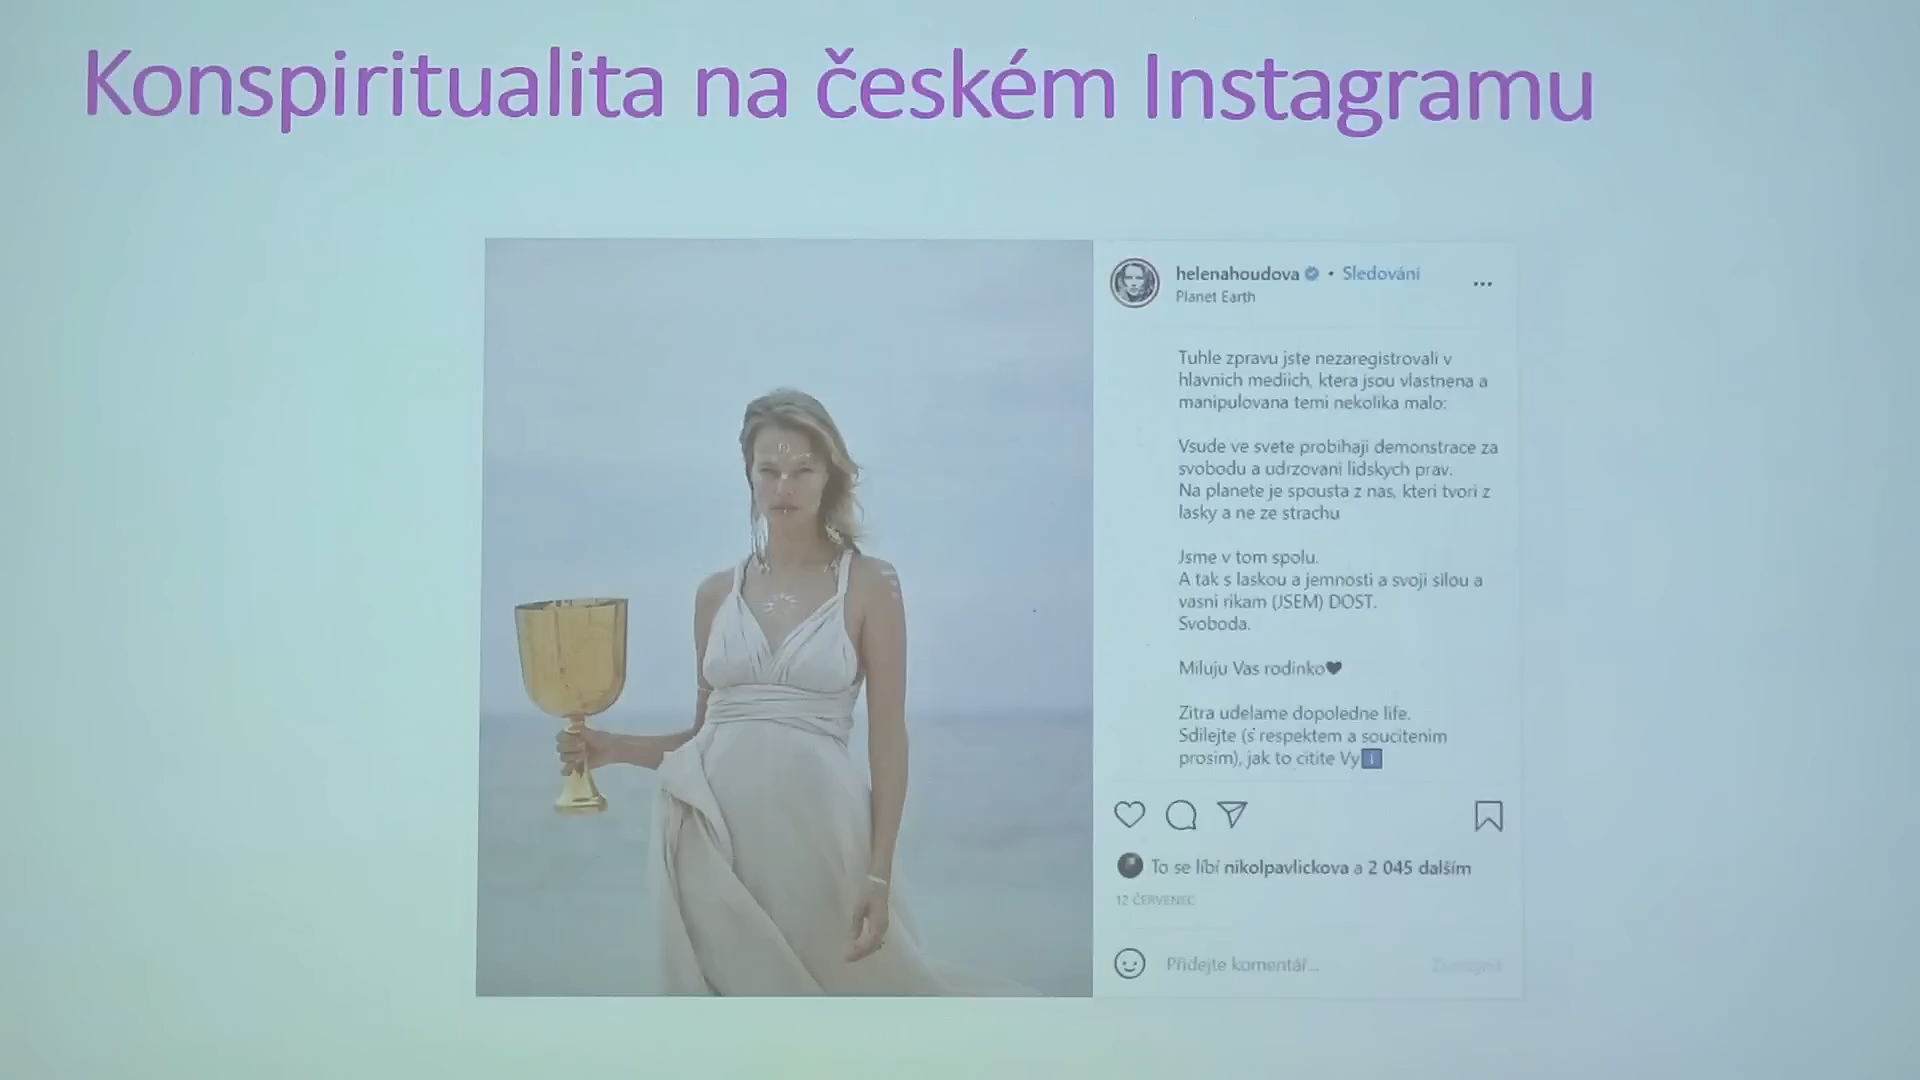 Konspiritualita na českém Instagramu
helenahoudova • Sledování
Planet Earth
...
Tuhle zpravu jste nezaregistrovali v
hlavnich mediich, ktera jsou vlastnena a
manipulovana temi nekolika malo:
Vsude ve svete probihaji demonstrace za
svobodu a udrzovani lidskych prav.
Na planete je spousta z nas, kteri tvori z
lasky a ne ze strachu
Jsme v tom spolu.
A tak s laskou a jemnosti a svoji silou a
vasni rikam (JSEM) DOST.
Svoboda.
Miluju Vas rodinko🖤
Zitra udelame dopoledne life.
Sdilejte (s respektem a soucitenim
prosim), jak to citite Vy
To se líbí nikolpavlickova a 2 045 dalším
12 ČERVENEC
Přidejte komentář...